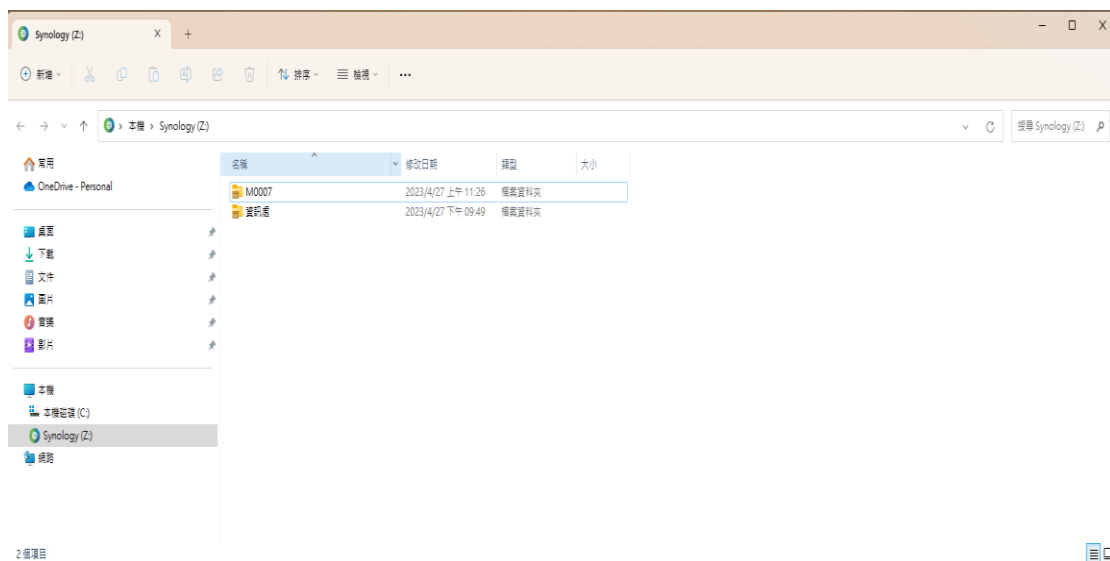 Synology (Z:)
新增
排序
檢視
本機 › Synology (Z:)
搜尋 Synology (Z:)
常用
OneDrive - Personal
桌面
下載
文件
圖片
音樂
影片
本機
本機磁碟 (C:)
Synology (Z:)
網路
名稱 修改日期 類型 大小
M0007 2023/4/27 上午 11:26 檔案資料夾
資訊處 2023/4/27 下午 09:49 檔案資料夾
2 個項目